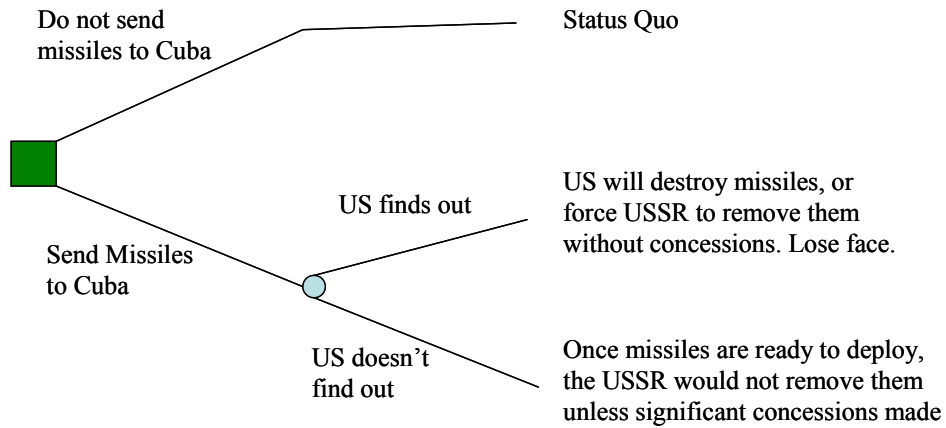 Do not send
missiles to Cuba
Status Quo
US finds out
US will destroy missiles, or
force USSR to remove them
without concessions. Lose face.
Send Missiles
to Cuba
US doesn’t
find out
Once missiles are ready to deploy,
the USSR would not remove them
unless significant concessions made